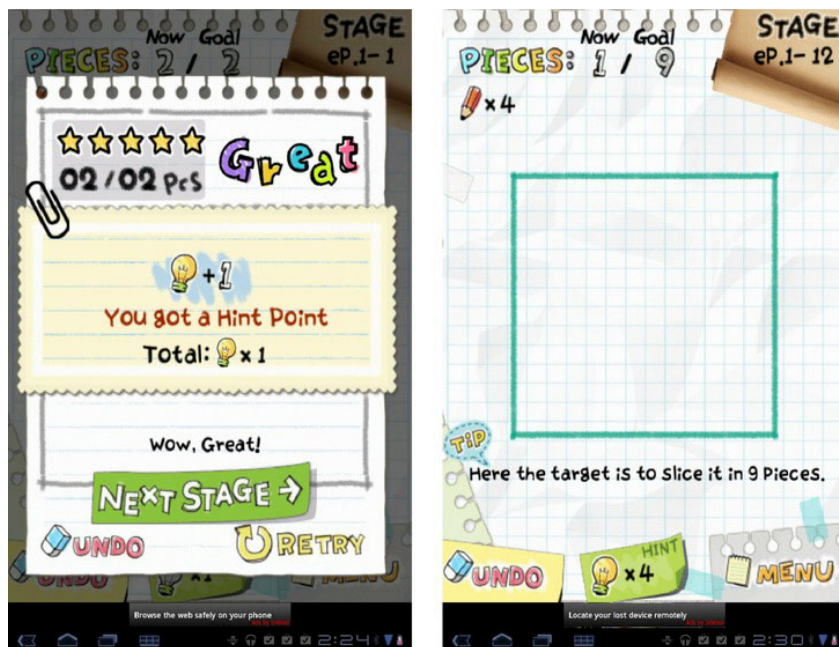 Now Goal
PIECES: 2 / 2
STAGE
eP.1-1
02/02 Pcs
Great
+1
You got a Hint Point
Total: x 1
Wow, Great!
NEXT STAGE
UNDO
RETRY
UNDO
x1
MENU
Browse the web safely on your phone
2:24
Now Goal
PIECES: 1 / 9
STAGE
eP.1-12
x4
TiP
Here the target is to slice it in 9 Pieces.
UNDO
HINT
x4
MENU
Locate your lost device remotely
2:30